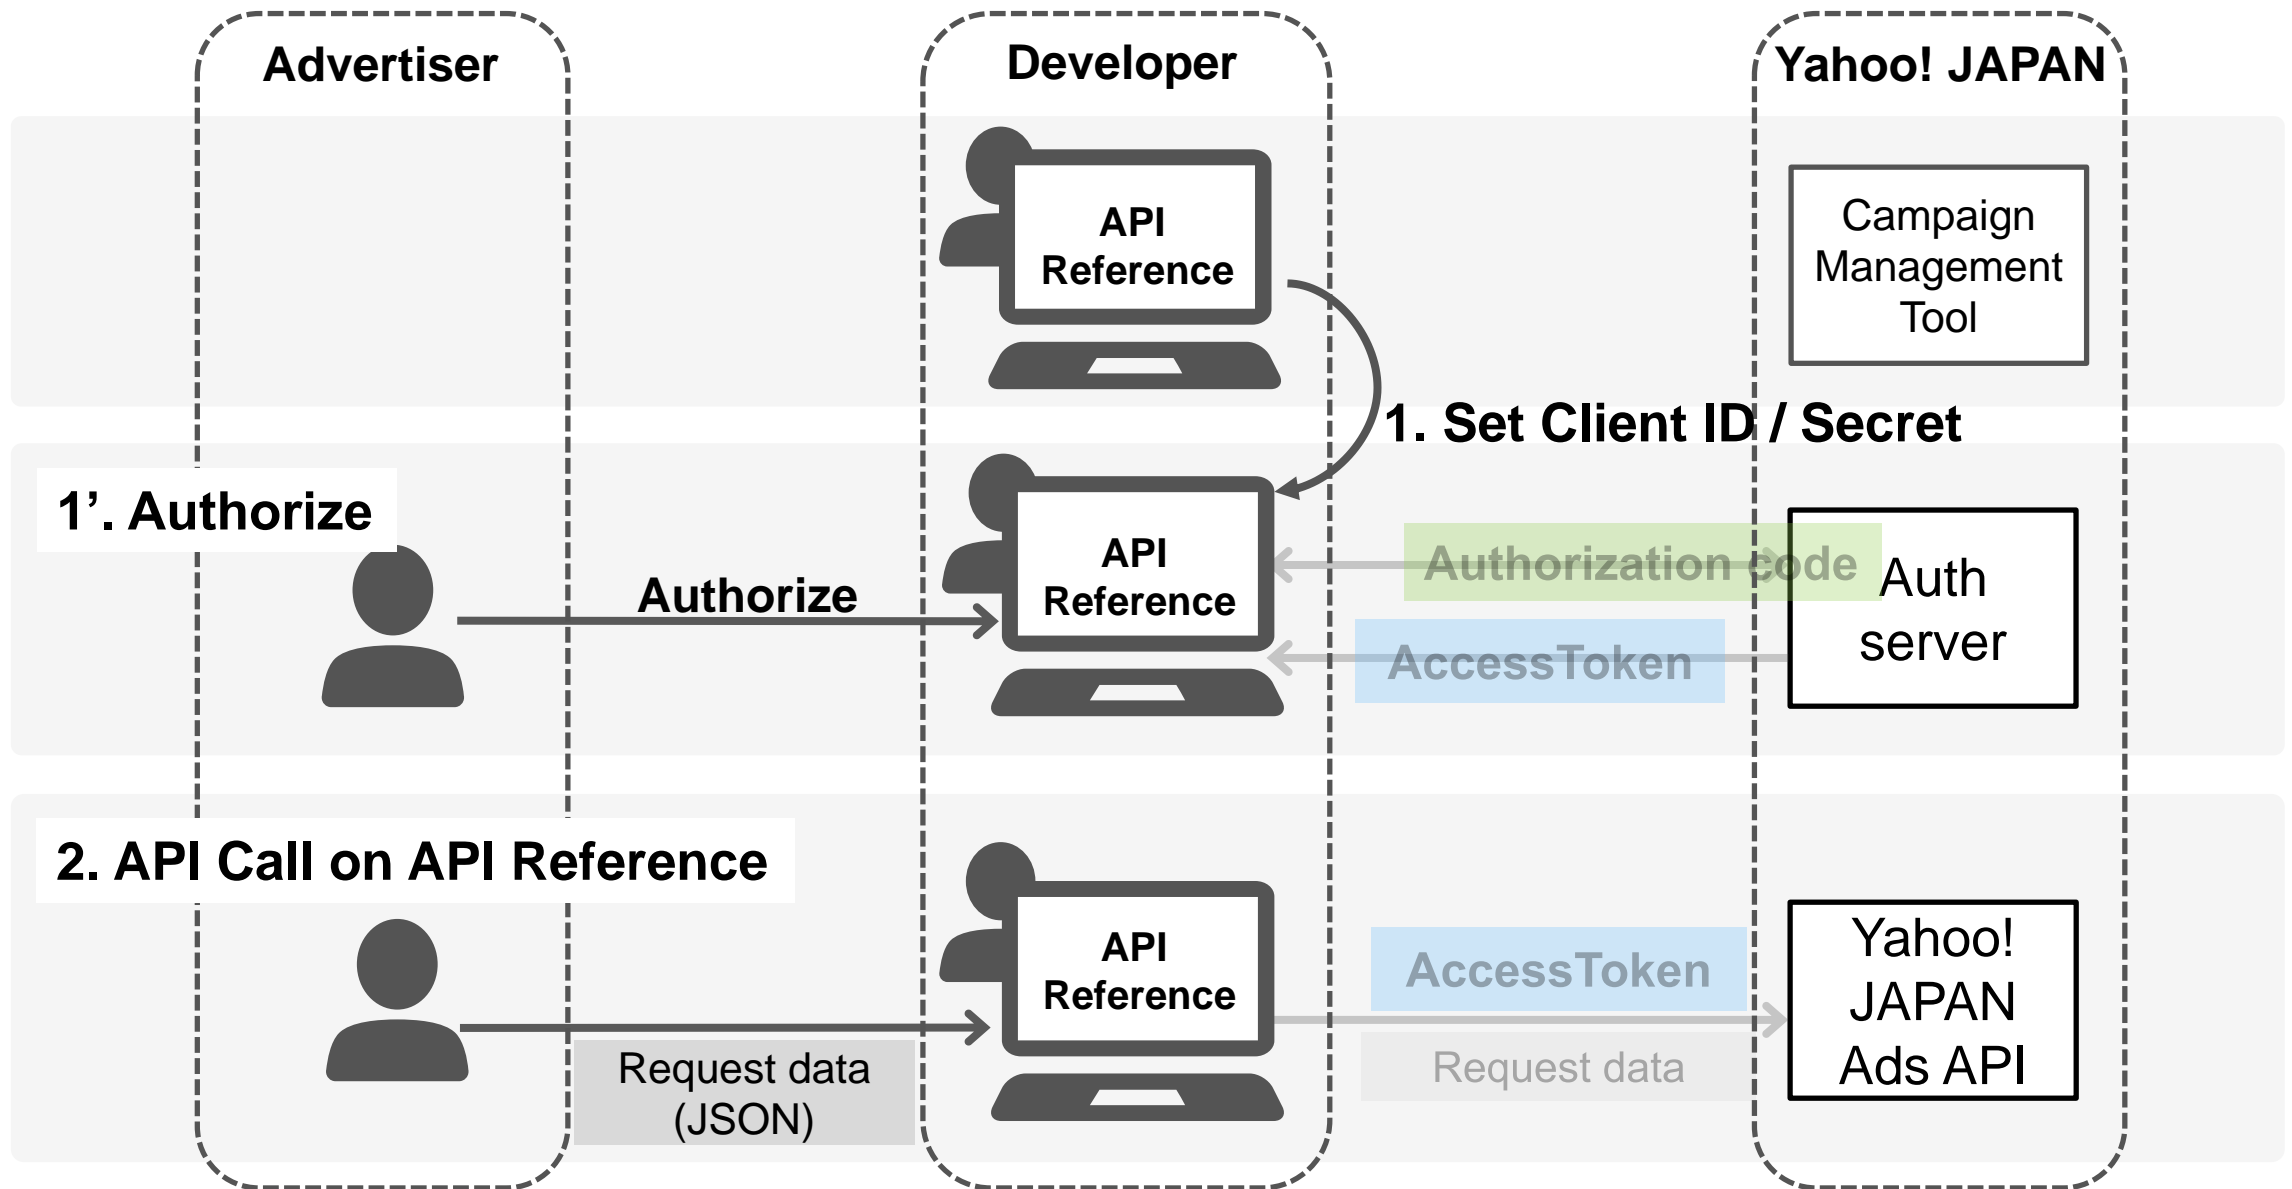 Advertiser
Developer
Yahoo! JAPAN
API
Reference
Campaign
Management
Tool
1. Set Client ID / Secret
1’. Authorize
Authorize
API
Reference
Authorization code
AccessToken
Auth
server
2. API Call on API Reference
Request data
(JSON)
API
Reference
AccessToken
Request data
Yahoo!
JAPAN
Ads API